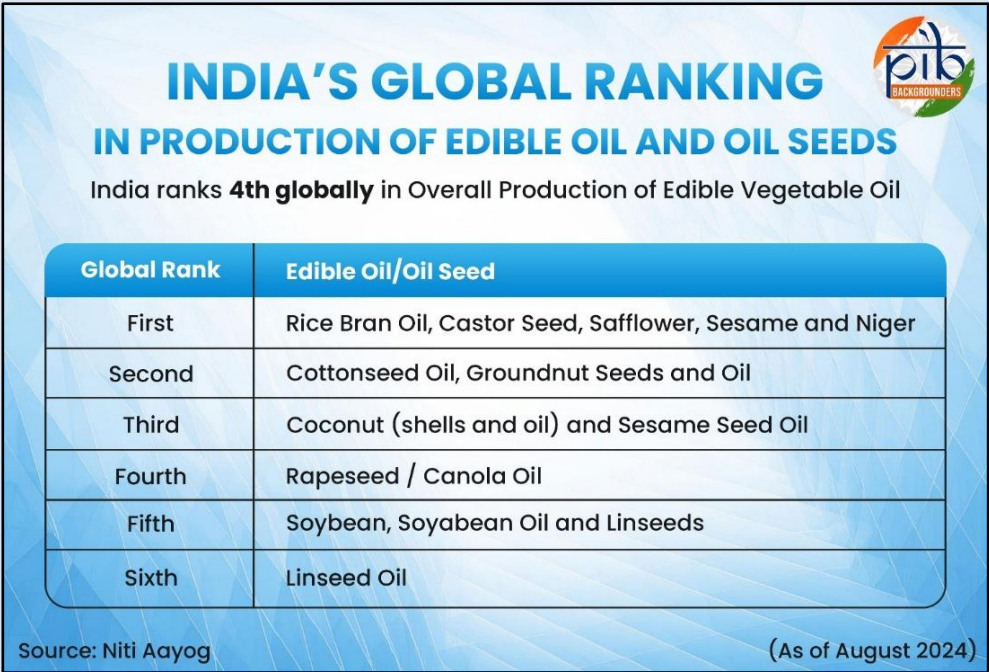 pib
BACKGROUNDERS
INDIA’S GLOBAL RANKING
IN PRODUCTION OF EDIBLE OIL AND OIL SEEDS
India ranks 4th globally in Overall Production of Edible Vegetable Oil
Global Rank Edible Oil/Oil Seed
First Rice Bran Oil, Castor Seed, Safflower, Sesame and Niger
Second Cottonseed Oil, Groundnut Seeds and Oil
Third Coconut (shells and oil) and Sesame Seed Oil
Fourth Rapeseed / Canola Oil
Fifth Soybean, Soyabean Oil and Linseeds
Sixth Linseed Oil
Source: Niti Aayog (As of August 2024)